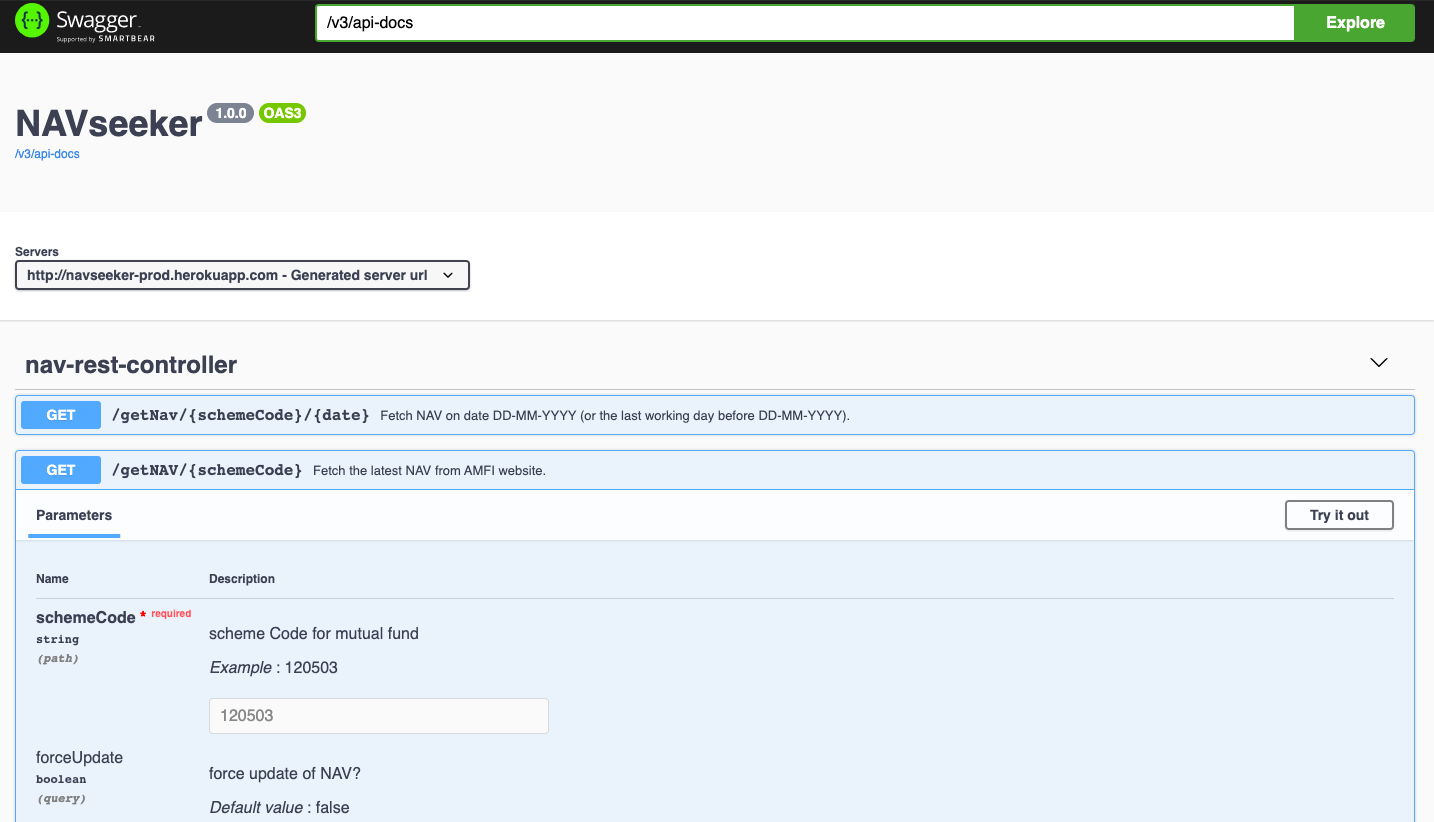 {···} Swagger
Supported by SMARTBEAR
/v3/api-docs
Explore
NAVseeker 1.0.0 OAS3
/v3/api-docs
Servers
http://navseeker-prod.herokuapp.com - Generated server url
nav-rest-controller
GET /getNav/{schemeCode}/{date} Fetch NAV on date DD-MM-YYYY (or the last working day before DD-MM-YYYY).
GET /getNAV/{schemeCode} Fetch the latest NAV from AMFI website.
Parameters
Try it out
Name Description
schemeCode * required
string
(path)
scheme Code for mutual fund
Example : 120503
120503
forceUpdate
boolean
(query)
force update of NAV?
Default value : false